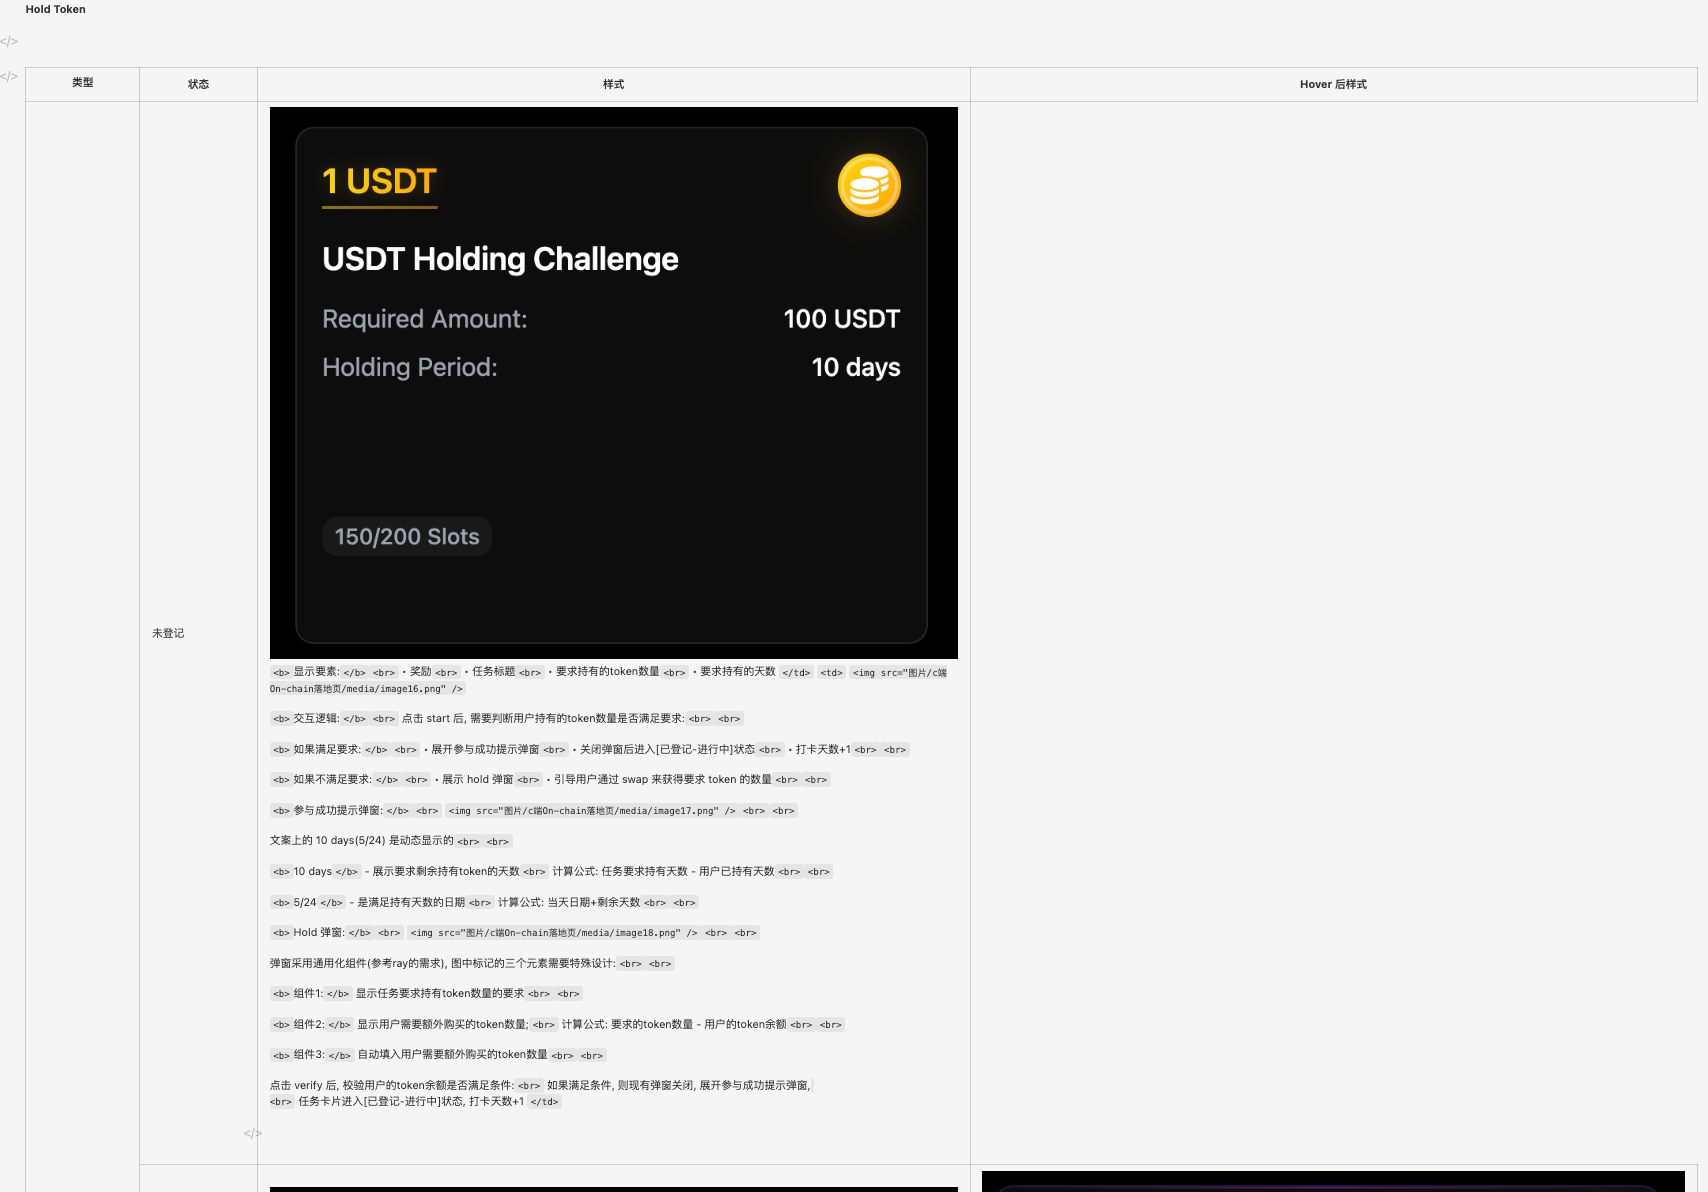 Hold Token
</>
</>
类型
状态
样式
Hover 后样式
1 USDT
USDT Holding Challenge
Required Amount:
100 USDT
Holding Period:
10 days
150/200 Slots
未登记
<b> 显示要素: </b> <br> • 奖励 <br> • 任务标题 <br> • 要求持有的token数量 <br> • 要求持有的天数 </td> <td> <img src="图片/c端
On-chain落地页/media/image16.png" />
<b> 交互逻辑: </b> <br> 点击 start 后, 需要判断用户持有的token数量是否满足要求: <br> <br>
<b> 如果满足要求: </b> <br> • 展开参与成功提示弹窗 <br> • 关闭弹窗后进入[已登记-进行中]状态 <br> • 打卡天数+1 <br> <br>
<b> 如果不满足要求: </b> <br> • 展示 hold 弹窗 <br> • 引导用户通过 swap 来获得要求 token 的数量 <br> <br>
<b> 参与成功提示弹窗: </b> <br> <img src="图片/c端On-chain落地页/media/image17.png" /> <br> <br>
文案上的 10 days(5/24) 是动态显示的 <br> <br>
<b> 10 days </b> - 展示要求剩余持有token的天数 <br> 计算公式: 任务要求持有天数 - 用户已持有天数 <br> <br>
<b> 5/24 </b> - 是满足持有天数的日期 <br> 计算公式: 当天日期+剩余天数 <br> <br>
<b> Hold 弹窗: </b> <br> <img src="图片/c端On-chain落地页/media/image18.png" /> <br> <br>
弹窗采用通用化组件(参考ray的需求), 图中标记的三个元素需要特殊设计: <br> <br>
<b> 组件1: </b> 显示任务要求持有token数量的要求 <br> <br>
<b> 组件2: </b> 显示用户需要额外购买的token数量; <br> 计算公式: 要求的token数量 - 用户的token余额 <br> <br>
<b> 组件3: </b> 自动填入用户需要额外购买的token数量 <br> <br>
点击 verify 后, 校验用户的token余额是否满足条件: <br> 如果满足条件, 则现有弹窗关闭, 展开参与成功提示弹窗,
<br> 任务卡片进入[已登记-进行中]状态, 打卡天数+1 </td>
</>